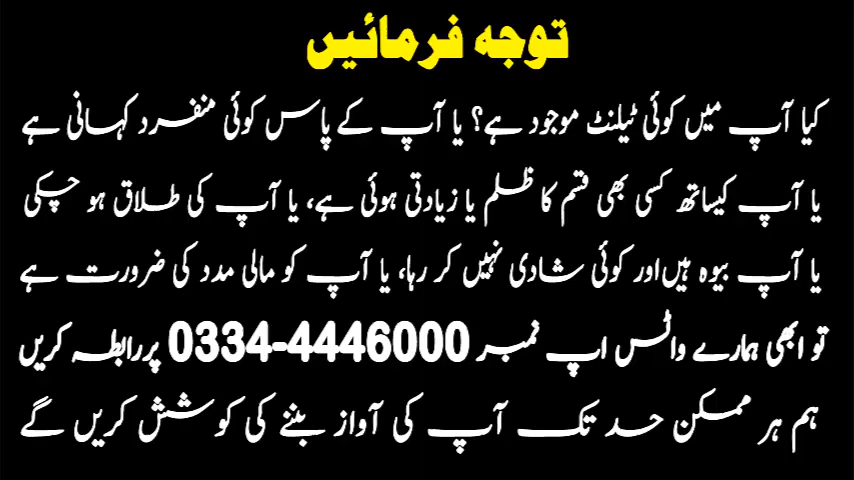 توجہ فرمائیں
کیا آپ میں کوئی ٹیلنٹ موجود ہے؟ یا آپ کے پاس کوئی منفرد کہانی ہے
یا آپ کیساتھ کسی بھی قسم کا ظلم یا زیادتی ہوئی ہے، یا آپ کی طلاق ہو چکی
یا آپ بیوہ ہیں اور کوئی شادی نہیں کر رہا، یا آپ کو مالی مدد کی ضرورت ہے
تو ابھی ہمارے واٹس اپ نمبر 0334-4446000 پر رابطہ کریں
ہم ہر ممکن حد تک آپ کی آواز بننے کی کوشش کریں گے